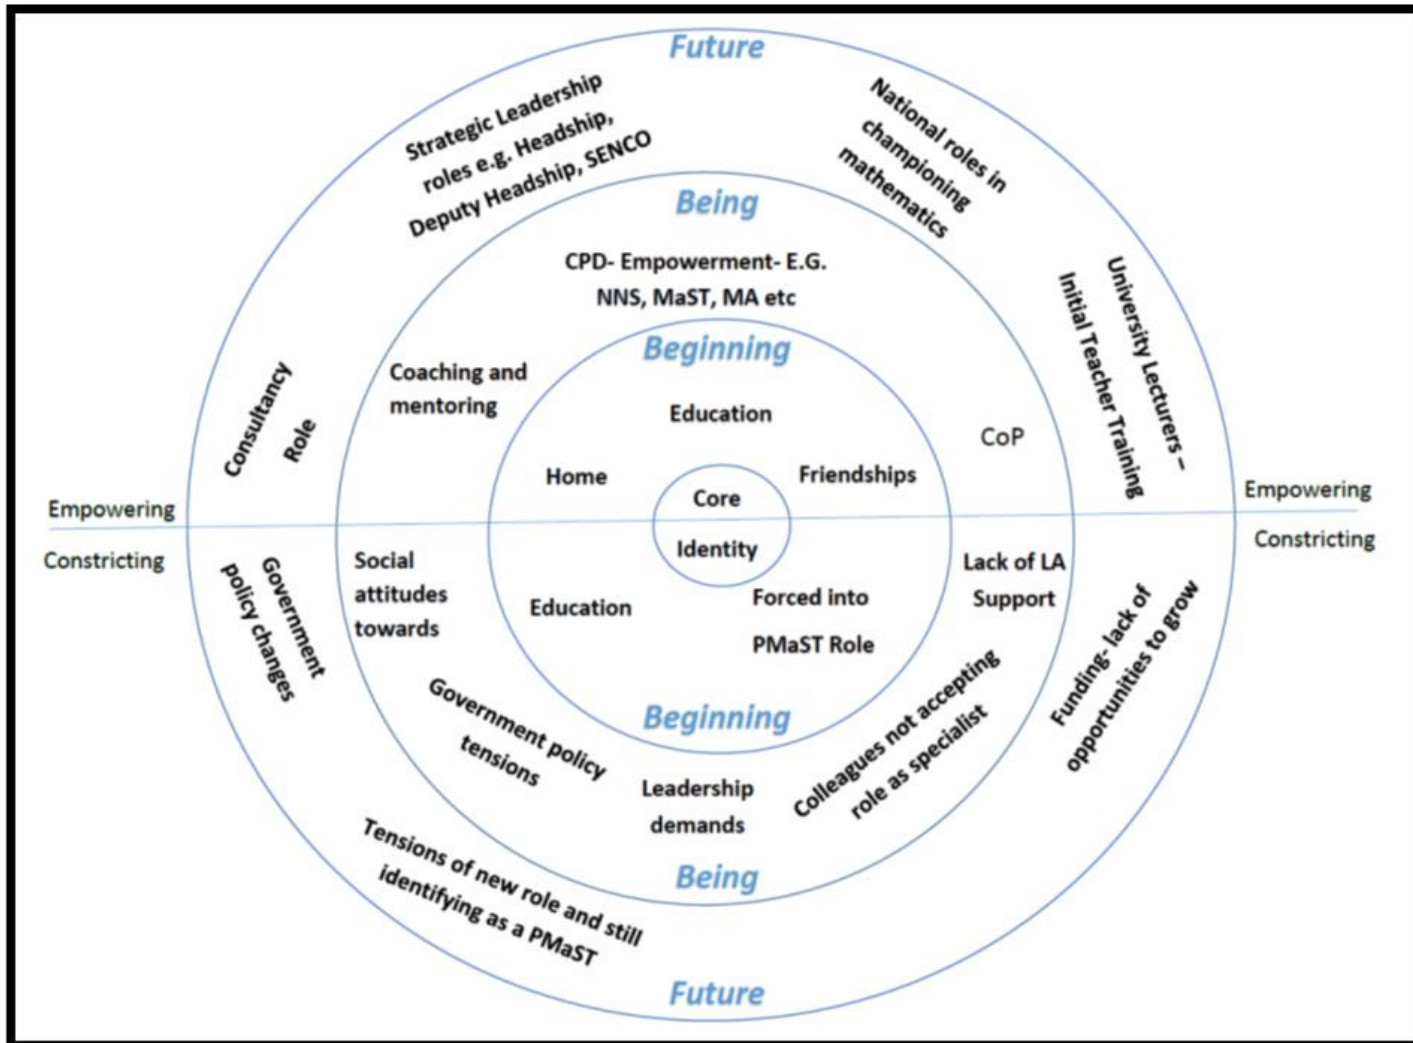 Future
Strategic Leadership
roles e.g. Headship,
Deputy Headship, SENCO
National roles in
championing
mathematics
Being
CPD- Empowerment- E.G.
NNS, MaST, MA etc
University Lecturers –
Initial Teacher Training
Beginning
Coaching and
mentoring
Consultancy
Role
Education
CoP
Home
Friendships
Core
Identity
Empowering
Constricting
Empowering
Constricting
Government
policy changes
Social
attitudes
towards
Education
Forced into
PMaST Role
Lack of LA
Support
Funding- lack of
opportunities to grow
Government policy
tensions
Beginning
Colleagues not accepting
role as specialist
Leadership
demands
Being
Tensions of new role and still
identifying as a PMaST
Future